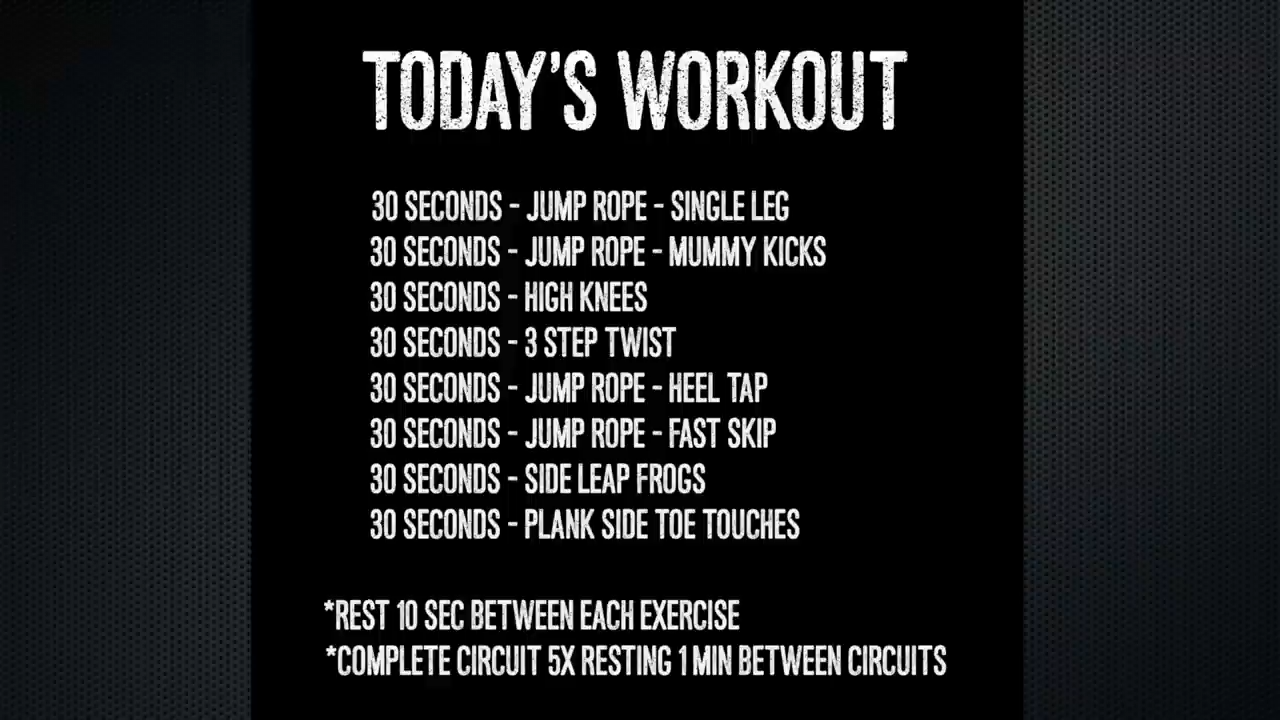 TODAY'S WORKOUT
30 SECONDS - JUMP ROPE - SINGLE LEG
30 SECONDS - JUMP ROPE - MUMMY KICKS
30 SECONDS - HIGH KNEES
30 SECONDS - 3 STEP TWIST
30 SECONDS - JUMP ROPE - HEEL TAP
30 SECONDS - JUMP ROPE - FAST SKIP
30 SECONDS - SIDE LEAP FROGS
30 SECONDS - PLANK SIDE TOE TOUCHES
*REST 10 SEC BETWEEN EACH EXERCISE
*COMPLETE CIRCUIT 5X RESTING 1 MIN BETWEEN CIRCUITS